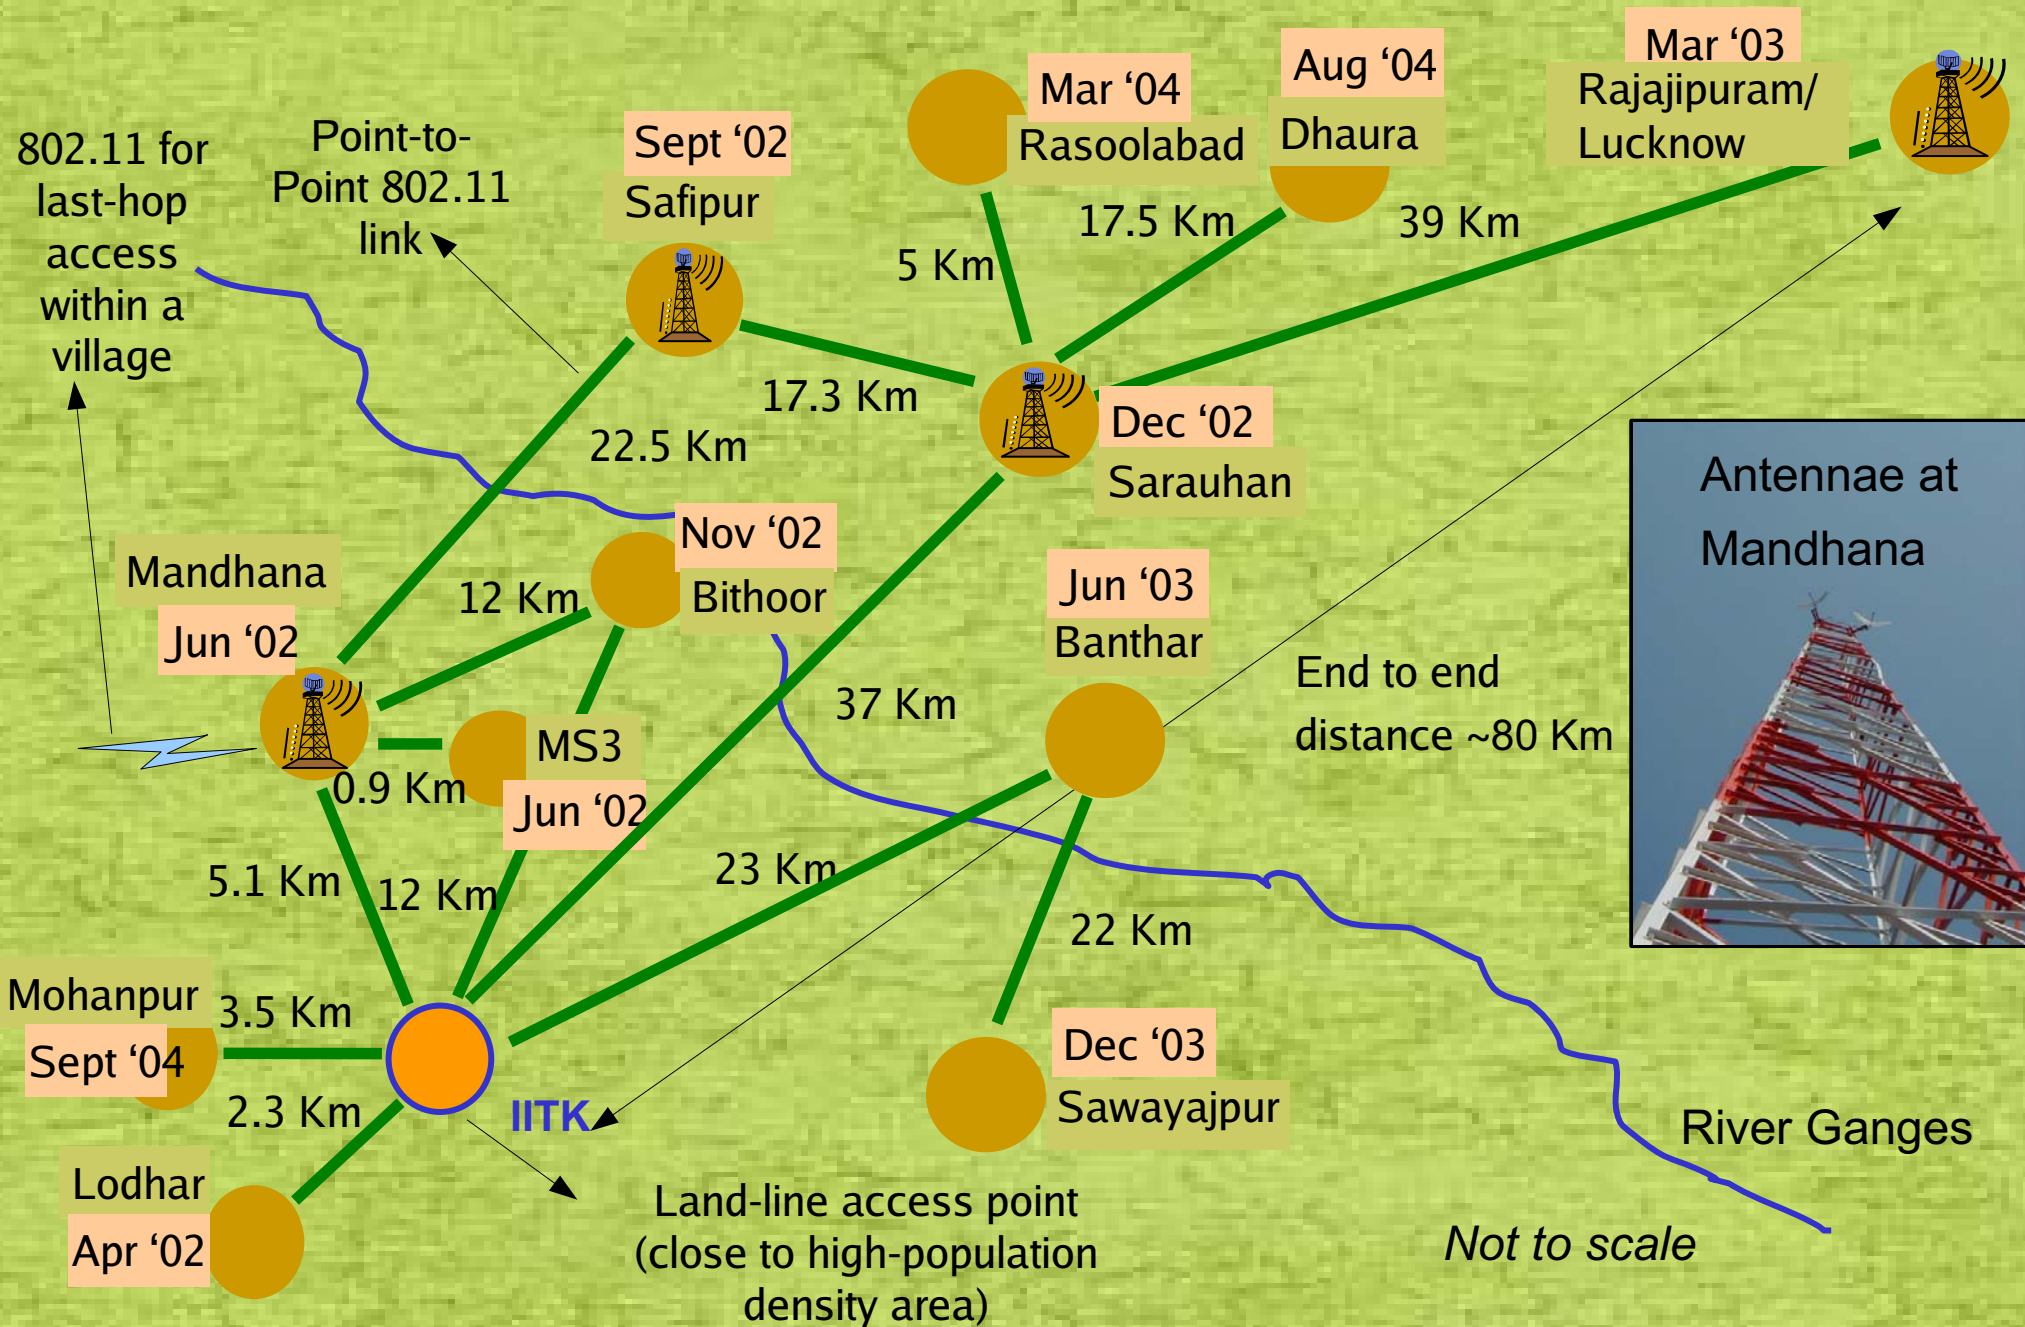 802.11 for
last-hop
access
within a
village
Point-to-
Point 802.11
link
Sept ‘02
Safipur
Mar ‘04
Rasoolabad
Aug ‘04
Dhaura
Mar ‘03
Rajajipuram/
Lucknow
5 Km
17.5 Km
39 Km
17.3 Km
22.5 Km
Dec ‘02
Sarauhan
Antennae at
Mandhana
Mandhana
Jun ‘02
12 Km
Nov ‘02
Bithoor
Jun ‘03
Banthar
37 Km
End to end
distance ~80 Km
MS3
Jun ‘02
0.9 Km
5.1 Km
12 Km
23 Km
22 Km
Mohanpur
Sept ‘04
3.5 Km
2.3 Km
IITK
Dec ‘03
Sawayajpur
River Ganges
Lodhar
Apr ‘02
Land-line access point
(close to high-population
density area)
Not to scale